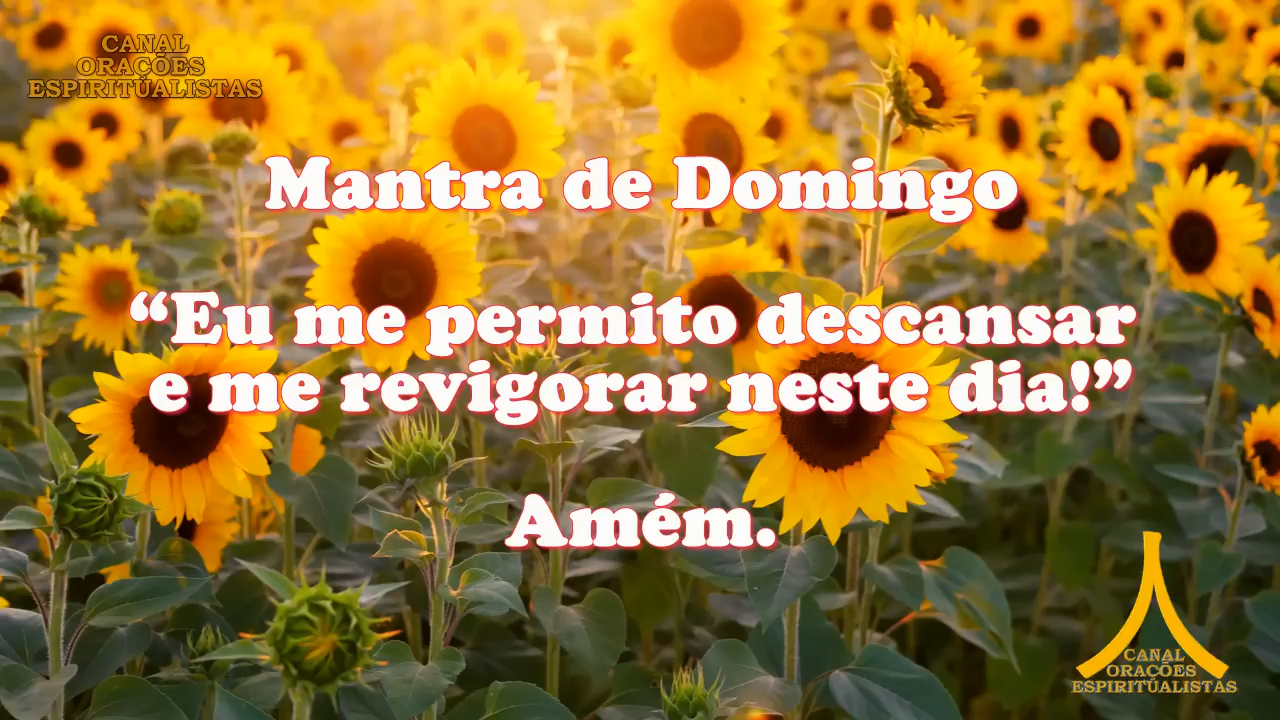 CANAL
ORAÇÕES
ESPIRITUALISTAS
Mantra de Domingo
“Eu me permito descansar
e me revigorar neste dia!”
Amém.
CANAL
ORAÇÕES
ESPIRITUALISTAS